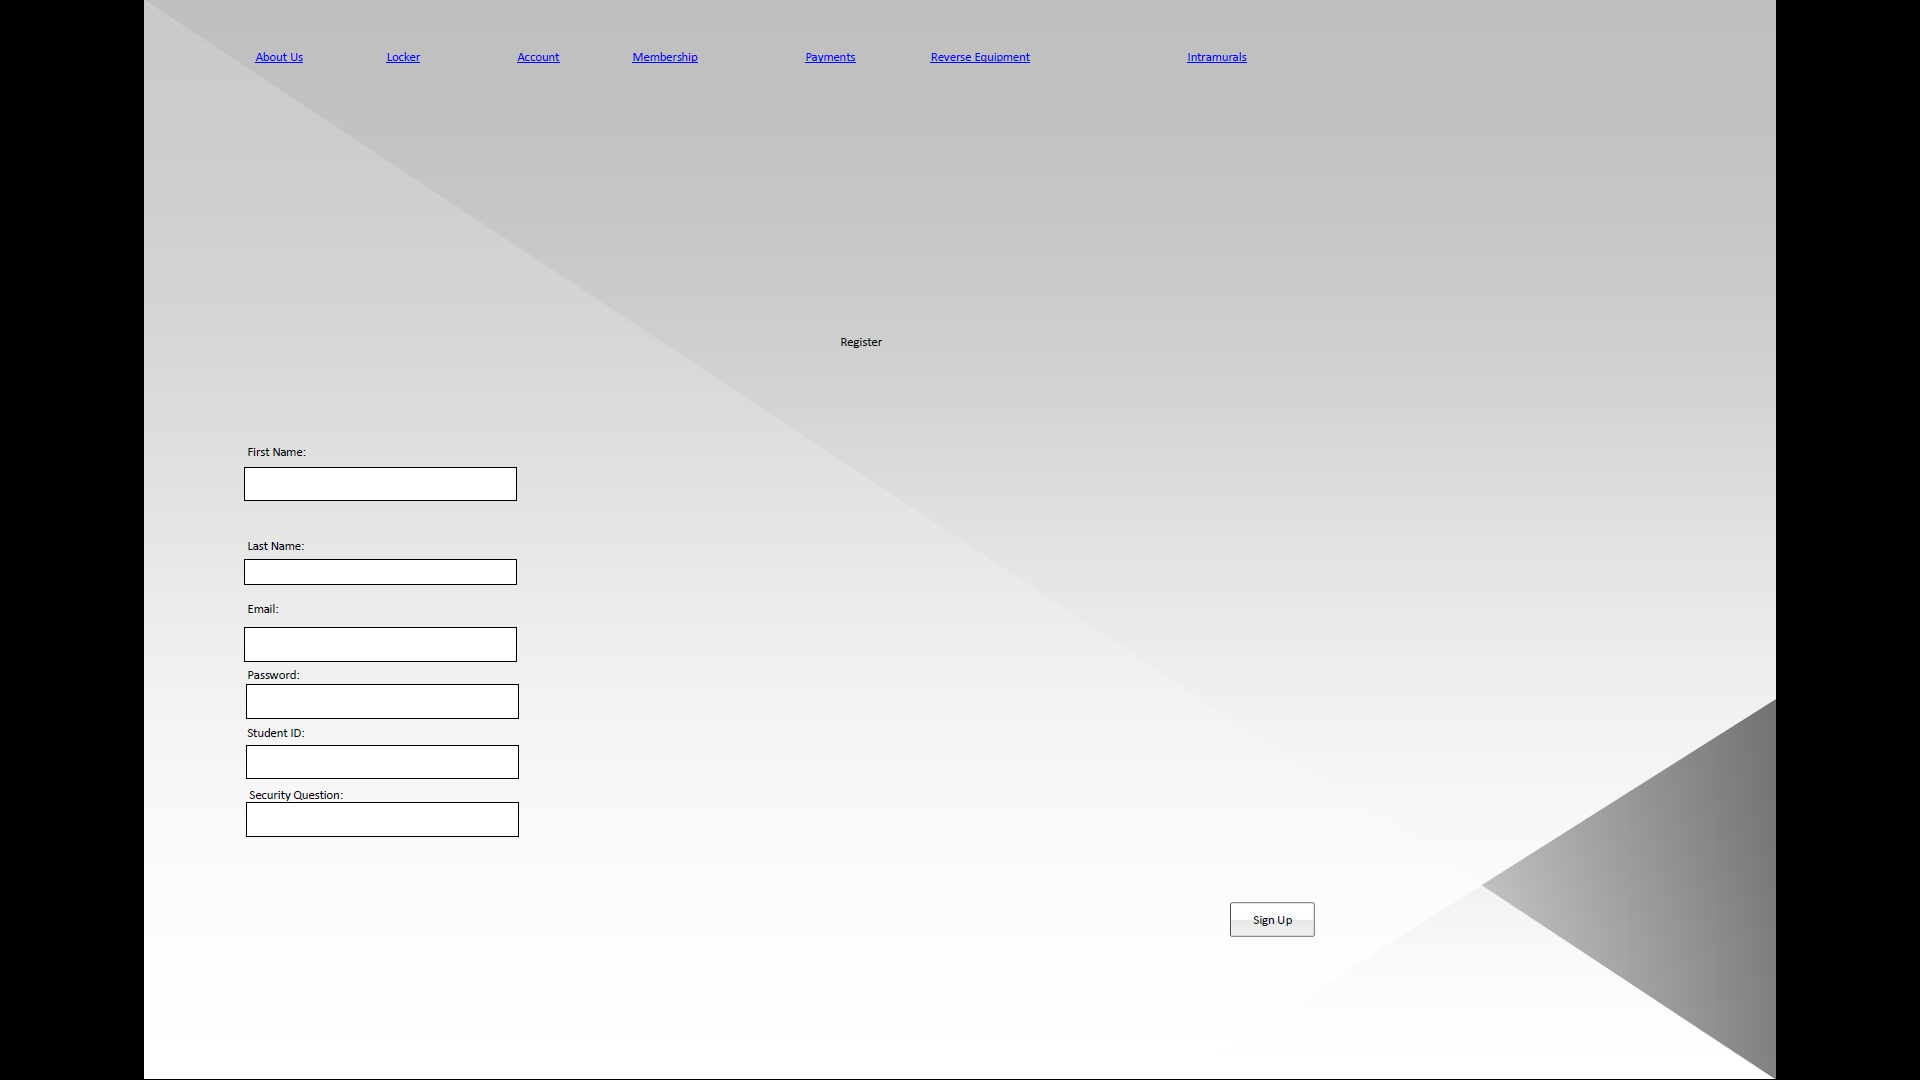 About Us Locker Account Membership Payments Reverse Equipment Intramurals
Register
First Name:
Last Name:
Email:
Password:
Student ID:
Security Question:
Sign Up